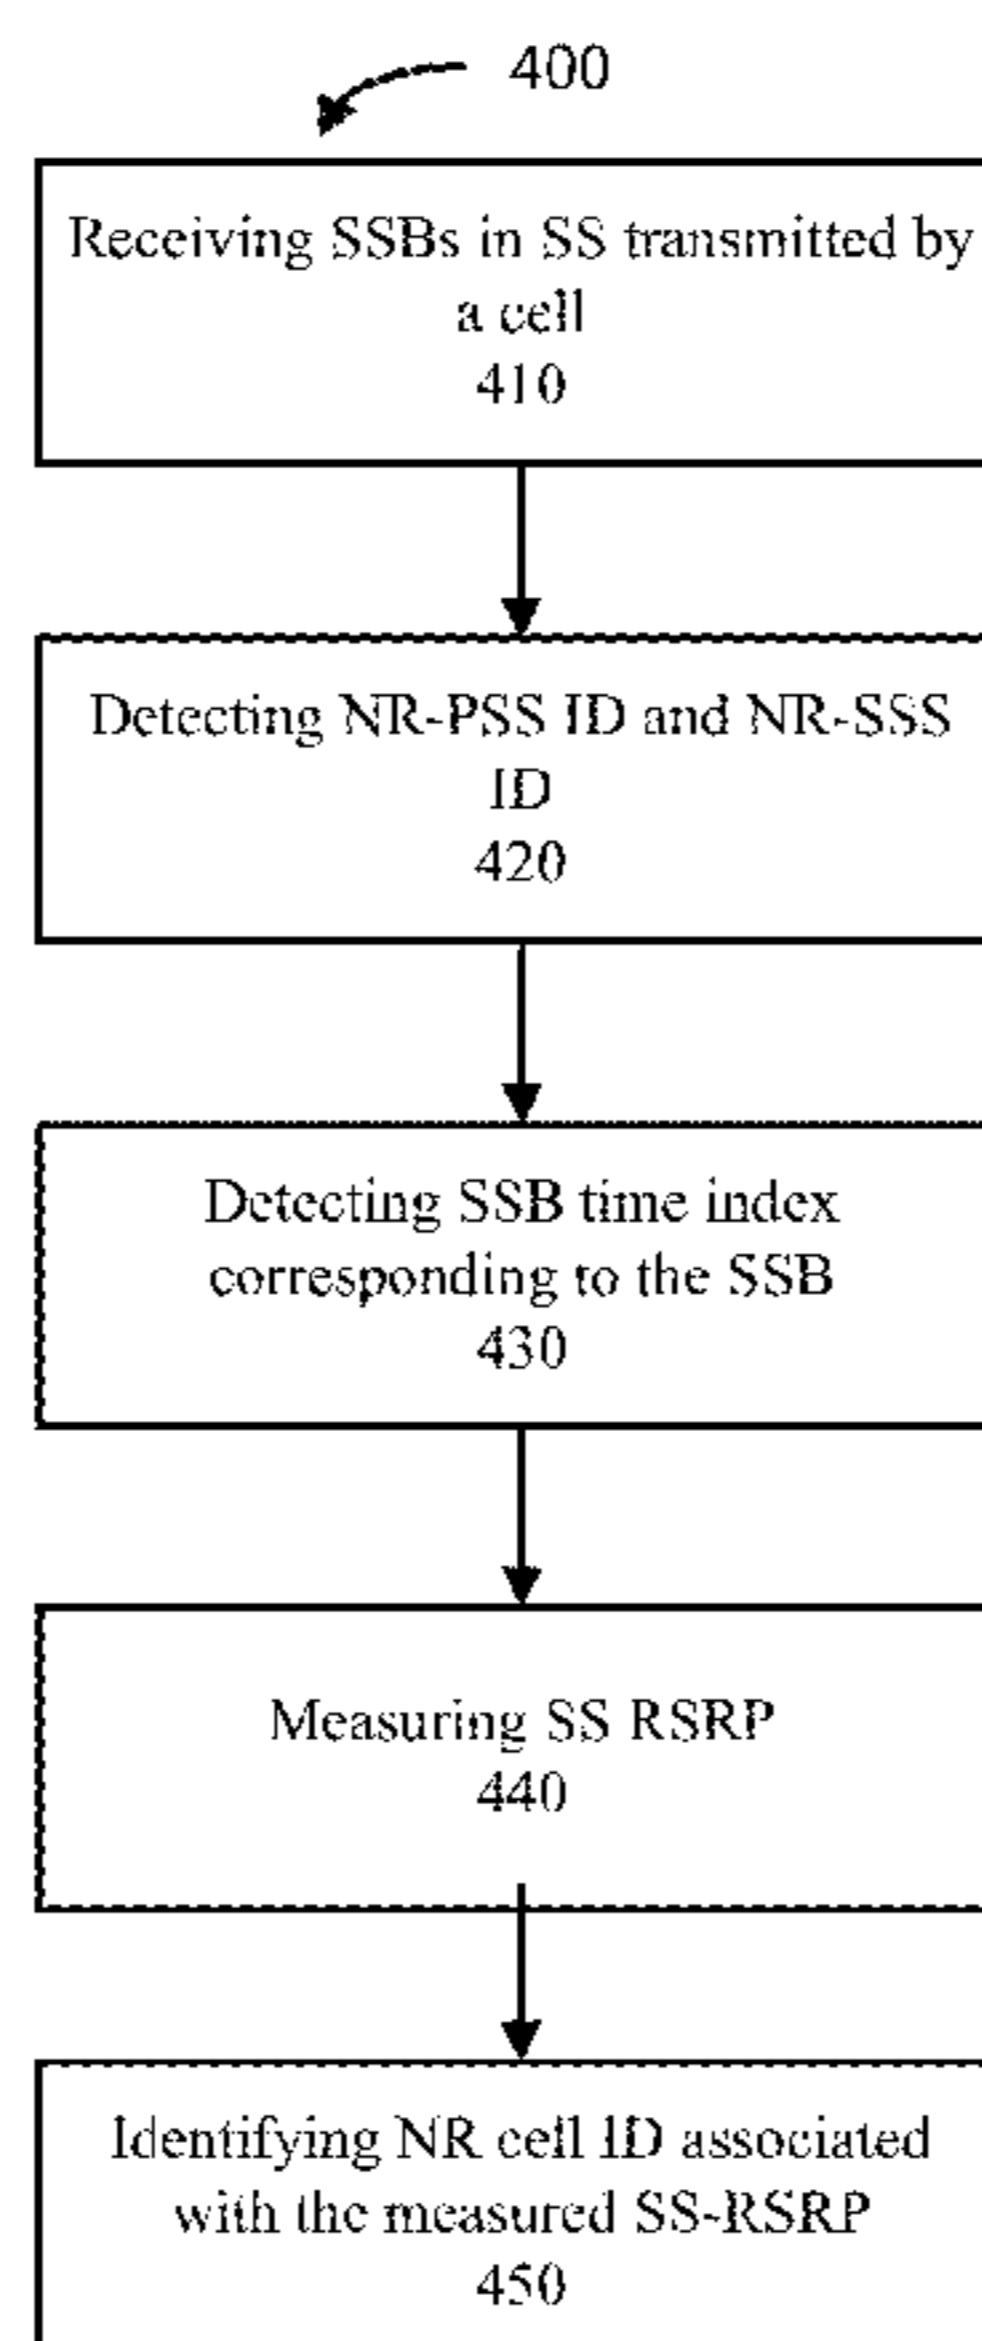 400
Receiving SSBs in SS transmitted by
a cell
410
Detecting NR-PSS ID and NR-SSS
ID
420
Detecting SSB time index
corresponding to the SSB
430
Measuring SS RSRP
440
Identifying NR cell ID associated
with the measured SS-RSRP
450